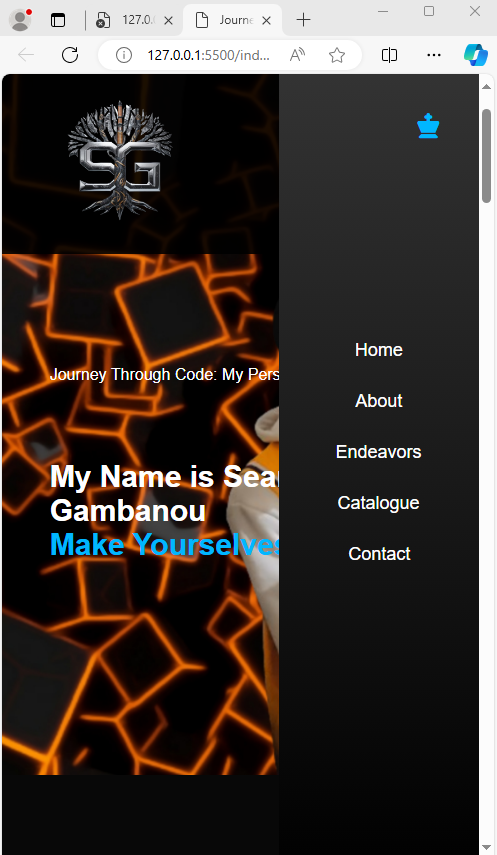 127.0.
Journe
127.0.0.1:5500/ind...
A
SG
Home
Journey Through Code: My Pers
About
Endeavors
My Name is Sea
Gambanou
Catalogue
Make Yourselves
Contact